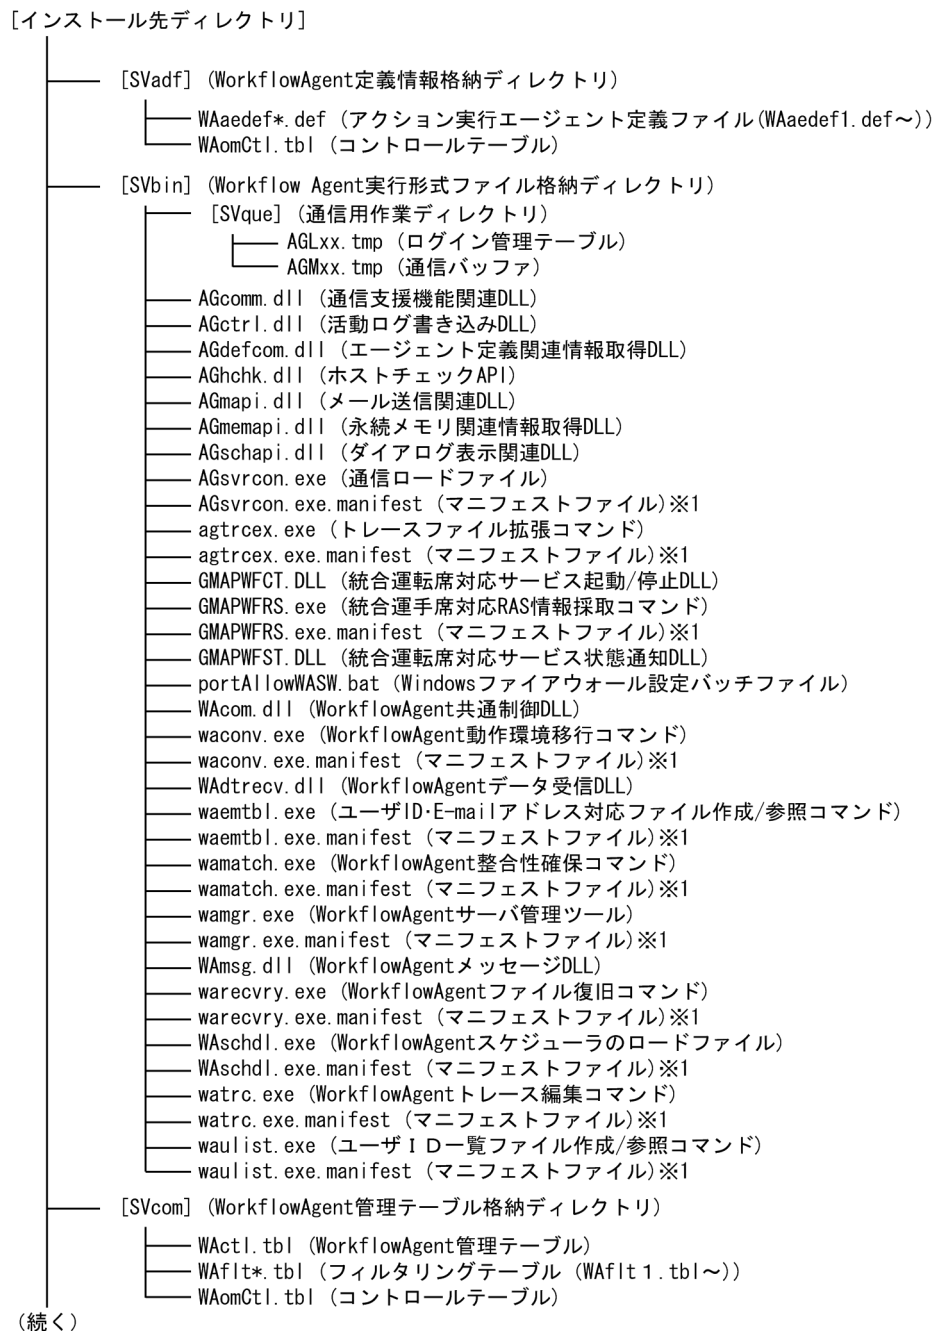 [インストール先ディレクトリ]
[SVadf] (WorkflowAgent定義情報格納ディレクトリ)
WAaedef*.def (アクション実行エージェント定義ファイル(WAaedef1.def～))
WAomCtl.tbl (コントロールテーブル)
[SVbin] (Workflow Agent実行形式ファイル格納ディレクトリ)
[SVque] (通信用作業ディレクトリ)
AGLxx.tmp (ログイン管理テーブル)
AGMxx.tmp (通信バッファ)
AGcomm.dll (通信支援機能関連DLL)
AGctrl.dll (活動ログ書き込みDLL)
AGdefcom.dll (エージェント定義関連情報取得DLL)
AGhchk.dll (ホストチェックAPI)
AGmapi.dll (メール送信関連DLL)
AGmemapi.dll (永続メモリ関連情報取得DLL)
AGschapi.dll (ダイアログ表示関連DLL)
AGsvrcon.exe (通信ロードファイル)
AGsvrcon.exe.manifest (マニフェストファイル)※1
agtrcex.exe (トレースファイル拡張コマンド)
agtrcex.exe.manifest (マニフェストファイル)※1
GMAPWFCT.DLL (統合運転席対応サービス起動/停止DLL)
GMAPWFRS.exe (統合運手席対応RAS情報採取コマンド)
GMAPWFRS.exe.manifest (マニフェストファイル)※1
GMAPWFST.DLL (統合運転席対応サービス状態通知DLL)
portAllowWASW.bat (Windowsファイアウォール設定バッチファイル)
WAcom.dll (WorkflowAgent共通制御DLL)
waconv.exe (WorkflowAgent動作環境移行コマンド)
waconv.exe.manifest (マニフェストファイル)※1
WAdtrecv.dll (WorkflowAgentデータ受信DLL)
waemtbl.exe (ユーザID･E-mailアドレス対応ファイル作成/参照コマンド)
waemtbl.exe.manifest (マニフェストファイル)※1
wamatch.exe (WorkflowAgent整合性確保コマンド)
wamatch.exe.manifest (マニフェストファイル)※1
wamgr.exe (WorkflowAgentサーバ管理ツール)
wamgr.exe.manifest (マニフェストファイル)※1
WAmsg.dll (WorkflowAgentメッセージDLL)
warecvry.exe (WorkflowAgentファイル復旧コマンド)
warecvry.exe.manifest (マニフェストファイル)※1
WAschdl.exe (WorkflowAgentスケジューラのロードファイル)
WAschdl.exe.manifest (マニフェストファイル)※1
watrc.exe (WorkflowAgentトレース編集コマンド)
watrc.exe.manifest (マニフェストファイル)※1
waulist.exe (ユーザＩＤ一覧ファイル作成/参照コマンド)
waulist.exe.manifest (マニフェストファイル)※1
[SVcom] (WorkflowAgent管理テーブル格納ディレクトリ)
WActl.tbl (WorkflowAgent管理テーブル)
WAflt*.tbl (フィルタリングテーブル (WAflt１.tbl～))
WAomCtl.tbl (コントロールテーブル)
(続く)